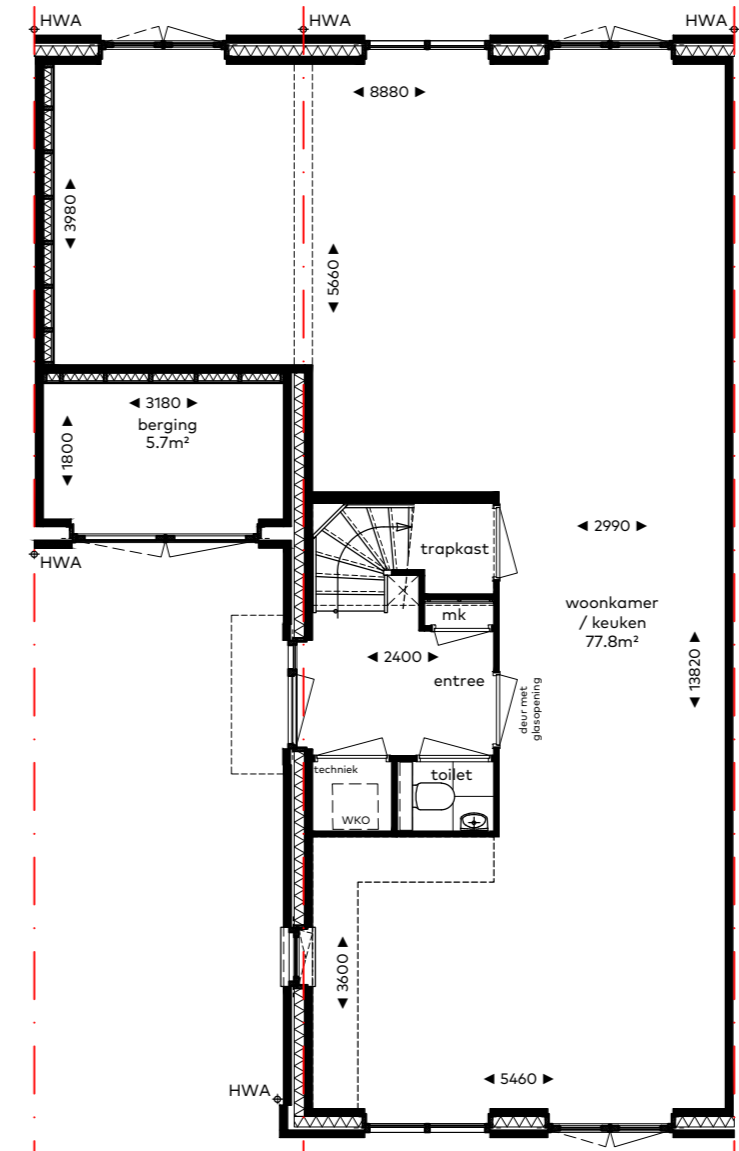 HWA
HWA
HWA
◄ 8880 ►
◄ 3980 ►
◄ 5660 ►
◄ 3180 ►
berging
5.7m²
◄ 1800 ►
HWA
◄ 2990 ►
trapkast
woonkamer
/ keuken
77.8m²
mk
◄ 2400 ►
entree
◄ 13820 ►
deur met
glasopening
techniek
toilet
WKO
◄ 3600 ►
◄ 5460 ►
HWA